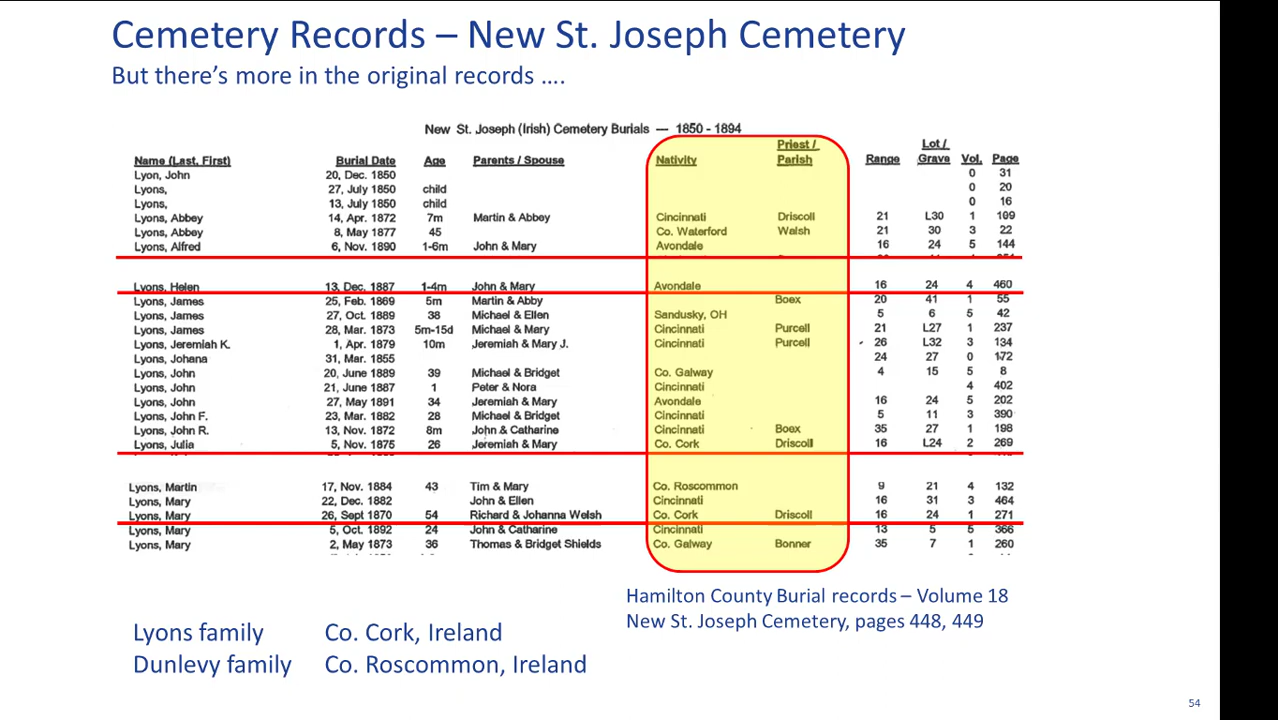 Cemetery Records – New St. Joseph Cemetery
But there's more in the original records ….
New St. Joseph (Irish) Cemetery Burials — 1850 - 1894
Name (Last, First) Burial Date Age Parents / Spouse Nativity Priest / Parish Range Lot / Grave Vol. Page
Lyon, John 20, Dec. 1850 0 31
Lyons, 27, July 1850 child 0 20
Lyons, 13, July 1850 child 0 16
Lyons, Abbey 14, Apr. 1872 7m Martin & Abbey Cincinnati Driscoll 21 L30 1 109
Lyons, Abbey 8, May 1877 45 Co. Waterford Walsh 21 30 3 22
Lyons, Alfred 6, Nov. 1890 1-6m John & Mary Avondale 16 24 5 144
Lyons, Helen 13, Dec. 1887 1-4m John & Mary Avondale 16 24 4 460
Lyons, James 25, Feb. 1869 5m Martin & Abby Boex 20 41 1 55
Lyons, James 27, Oct. 1889 38 Michael & Ellen Sandusky, OH 5 6 5 42
Lyons, James 28, Mar. 1873 5m-15d Michael & Mary Cincinnati Purcell 21 L27 1 237
Lyons, Jeremiah K. 1, Apr. 1879 10m Jeremiah & Mary J. Cincinnati Purcell 26 L32 3 134
Lyons, Johana 31, Mar. 1855 24 27 0 172
Lyons, John 20, June 1889 39 Michael & Bridget Co. Galway 4 15 5 8
Lyons, John 21, June 1887 1 Peter & Nora Cincinnati 4 402
Lyons, John 27, May 1891 34 Jeremiah & Mary Avondale 16 24 5 202
Lyons, John F. 23, Mar. 1882 28 Michael & Bridget Cincinnati 5 11 3 390
Lyons, John R. 13, Nov. 1872 8m John & Catharine Cincinnati Boex 35 27 1 198
Lyons, Julia 5, Nov. 1875 26 Jeremiah & Mary Co. Cork Driscoll 16 L24 2 269
Lyons, Martin 17, Nov. 1884 43 Tim & Mary Co. Roscommon 9 21 4 132
Lyons, Mary 22, Dec. 1882 John & Ellen Cincinnati 16 31 3 464
Lyons, Mary 26, Sept 1870 54 Richard & Johanna Welsh Co. Cork Driscoll 16 24 1 271
Lyons, Mary 5, Oct. 1892 24 John & Catharine Cincinnati 13 5 5 366
Lyons, Mary 2, May 1873 36 Thomas & Bridget Shields Co. Galway Bonner 35 7 1 260
Hamilton County Burial records – Volume 18
New St. Joseph Cemetery, pages 448, 449
Lyons family Co. Cork, Ireland
Dunlevy family Co. Roscommon, Ireland
54